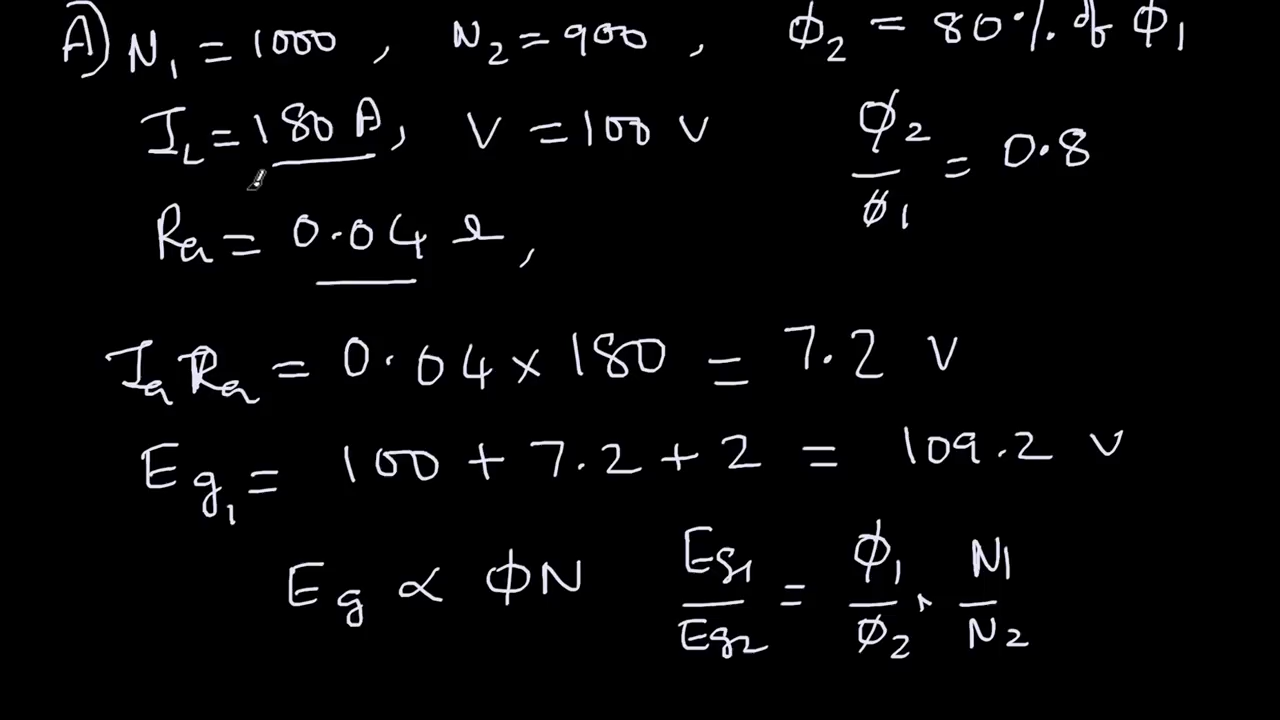 A) N₁ = 1000 , N₂ = 900 , ϕ₂ = 80% of ϕ₁
I_L = 180 A, V = 100 V
ϕ₂/ϕ₁ = 0.8
Ra = 0.04 Ω ,
Ia Ra = 0.04 × 180 = 7.2 V
Eg₁ = 100 + 7.2 + 2 = 109.2 V
Eg ∝ ϕN Eg₁/Eg₂ = ϕ₁/ϕ₂ × N₁/N₂